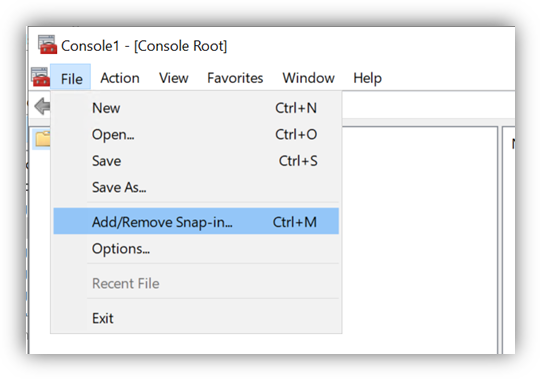 Console1 - [Console Root]
File Action View Favorites Window Help
New Ctrl+N
Open... Ctrl+O
Save Ctrl+S
Save As...
Add/Remove Snap-in... Ctrl+M
Options...
Recent File
Exit